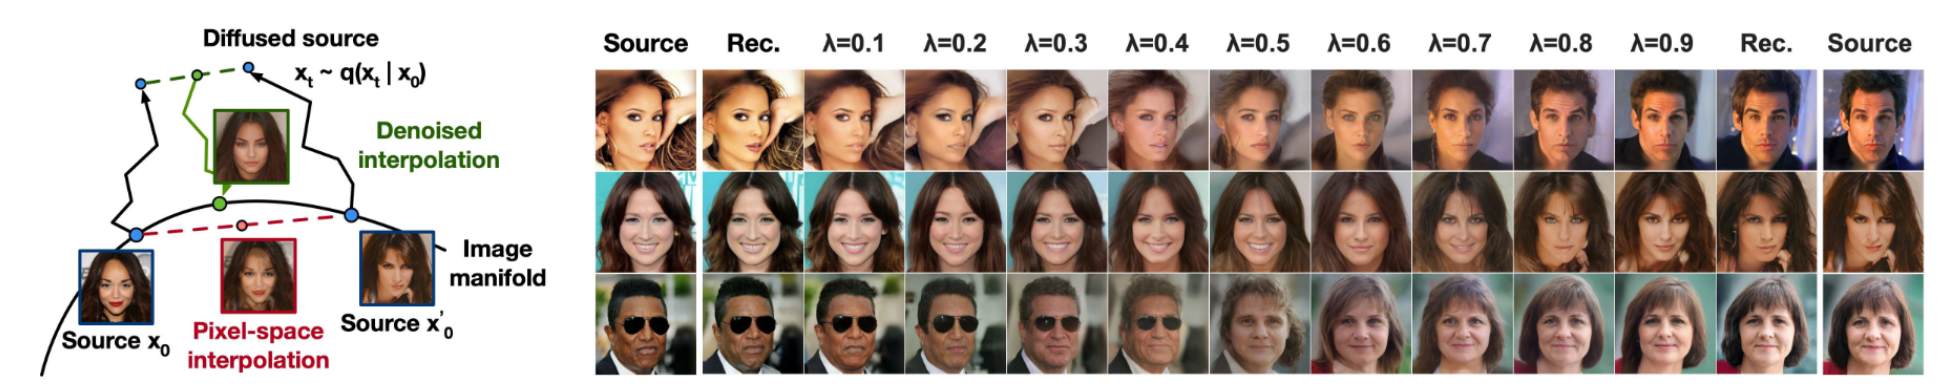 Diffused source
xₜ ~ q(xₜ | x₀)
Denoised
interpolation
Image
manifold
Source x₀
Pixel-space
interpolation
Source x'₀
Source Rec. λ=0.1 λ=0.2 λ=0.3 λ=0.4 λ=0.5 λ=0.6 λ=0.7 λ=0.8 λ=0.9 Rec. Source